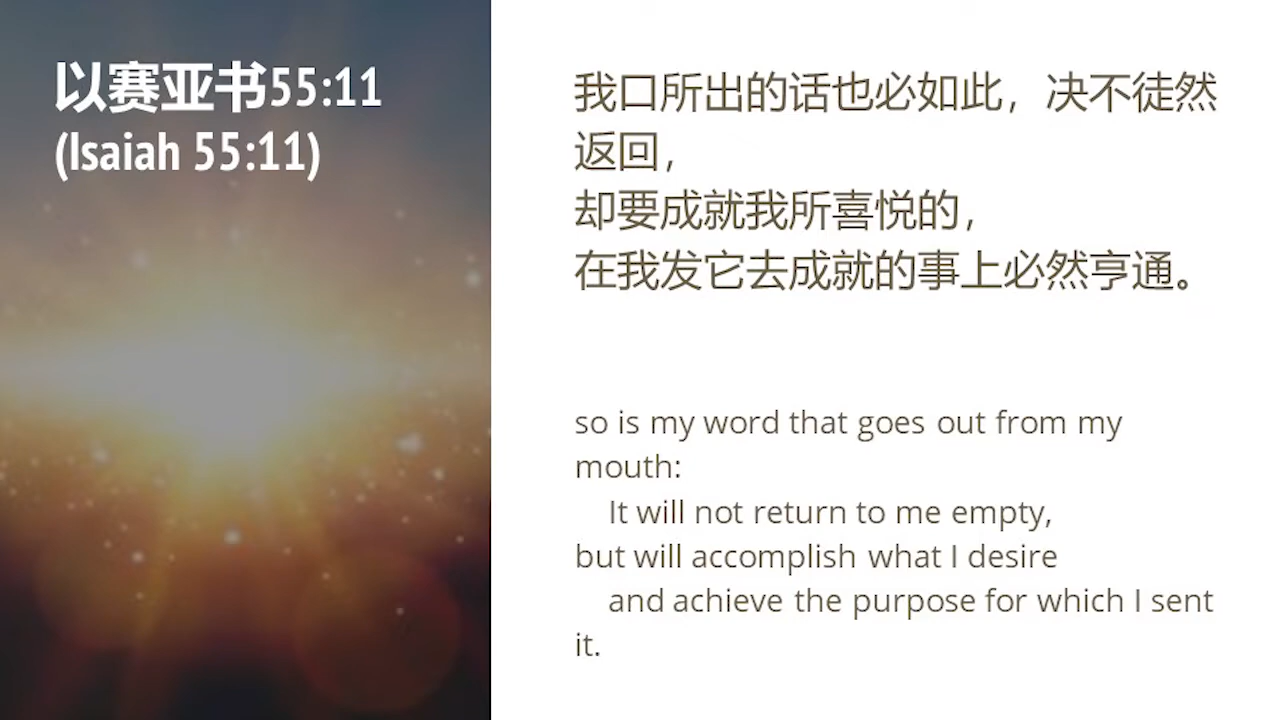 以赛亚书55:11
(Isaiah 55:11)
我口所出的话也必如此，决不徒然
返回，
却要成就我所喜悦的，
在我发它去成就的事上必然亨通。
so is my word that goes out from my
mouth:
It will not return to me empty,
but will accomplish what I desire
and achieve the purpose for which I sent
it.